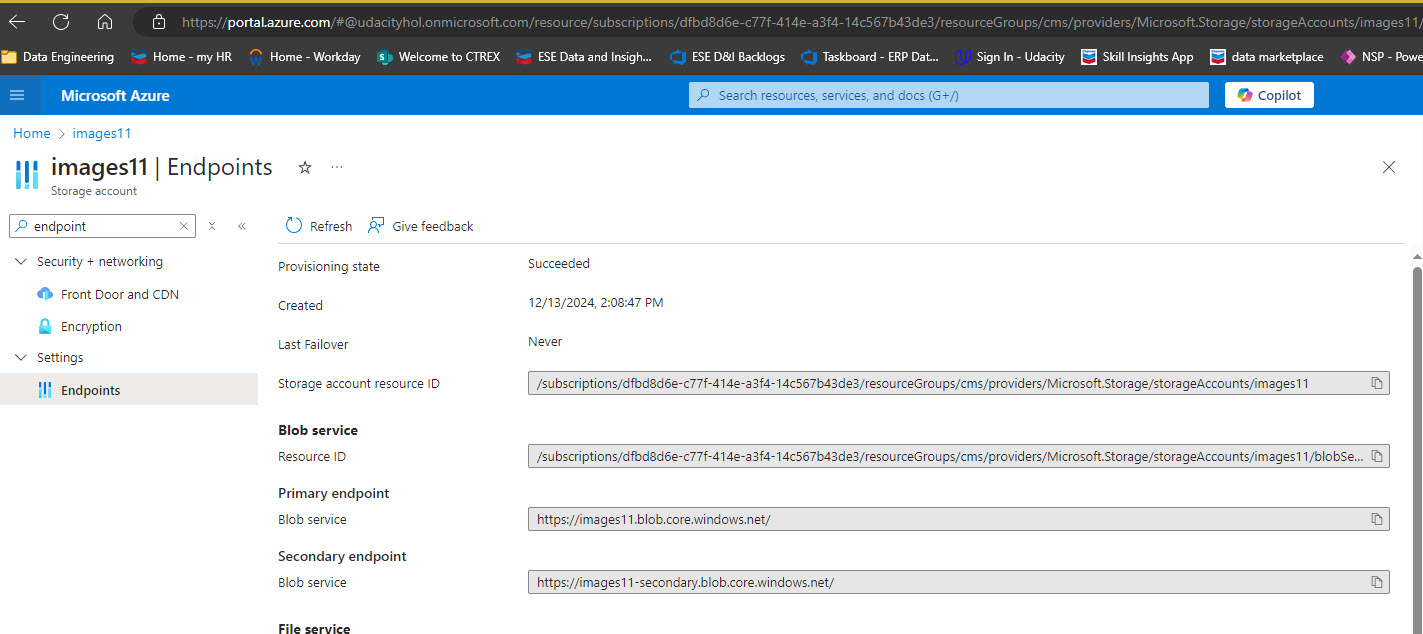 https://portal.azure.com/#@udacityhol.onmicrosoft.com/resource/subscriptions/dfbd8d6e-c77f-414e-a3f4-14c567b43de3/resourceGroups/cms/providers/Microsoft.Storage/storageAccounts/images11/
Data Engineering Home - my HR Home - Workday Welcome to CTREX ESE Data and Insigh... ESE D&I Backlogs Taskboard - ERP Dat... Sign In - Udacity Skill Insights App data marketplace NSP - Powe
Microsoft Azure Search resources, services, and docs (G+/) Copilot
Home > images11
images11 | Endpoints ☆ ...
Storage account
endpoint
Refresh Give feedback
Security + networking
Front Door and CDN
Encryption
Settings
Endpoints
Provisioning state Succeeded
Created 12/13/2024, 2:08:47 PM
Last Failover Never
Storage account resource ID /subscriptions/dfbd8d6e-c77f-414e-a3f4-14c567b43de3/resourceGroups/cms/providers/Microsoft.Storage/storageAccounts/images11
Blob service
Resource ID /subscriptions/dfbd8d6e-c77f-414e-a3f4-14c567b43de3/resourceGroups/cms/providers/Microsoft.Storage/storageAccounts/images11/blobSe...
Primary endpoint
Blob service https://images11.blob.core.windows.net/
Secondary endpoint
Blob service https://images11-secondary.blob.core.windows.net/
File service